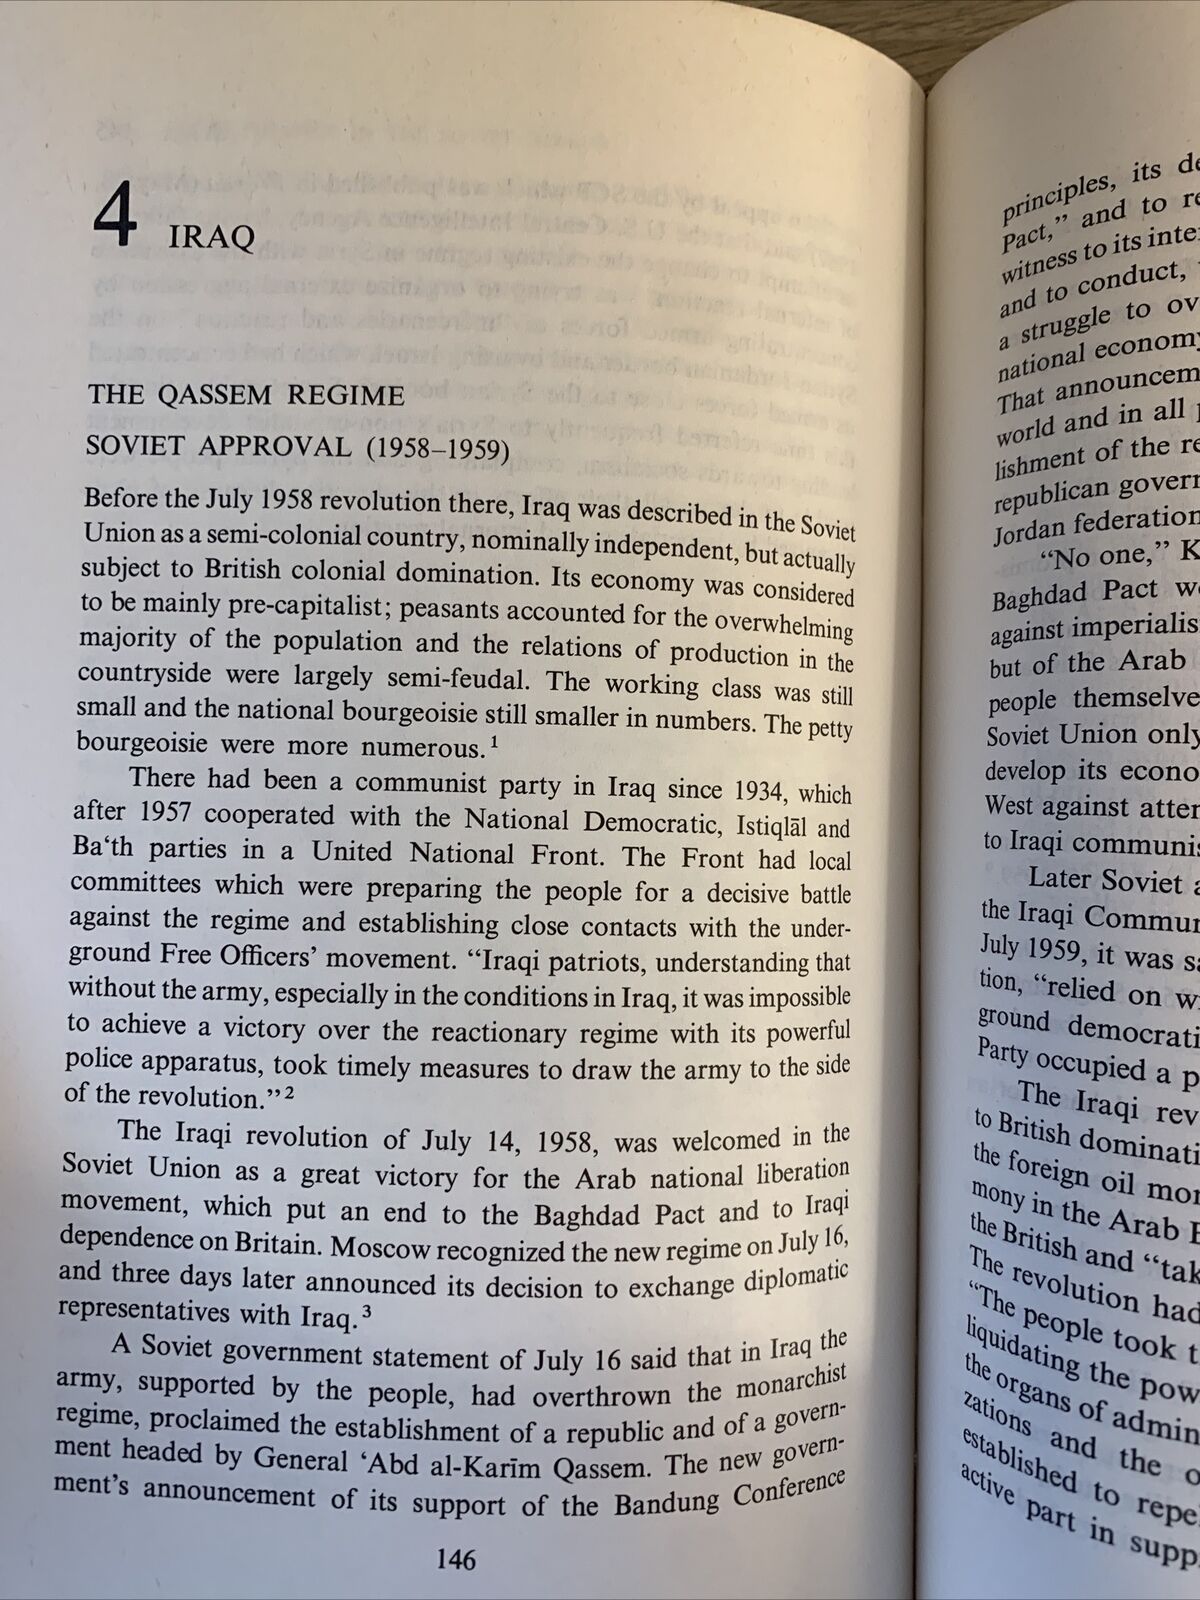 4 IRAQ
THE QASSEM REGIME
SOVIET APPROVAL (1958–1959)
Before the July 1958 revolution there, Iraq was described in the Soviet
Union as a semi-colonial country, nominally independent, but actually
subject to British colonial domination. Its economy was considered
to be mainly pre-capitalist; peasants accounted for the overwhelming
majority of the population and the relations of production in the
countryside were largely semi-feudal. The working class was still
small and the national bourgeoisie still smaller in numbers. The petty
bourgeoisie were more numerous.¹
There had been a communist party in Iraq since 1934, which
after 1957 cooperated with the National Democratic, Istiqlāl and
Ba‘th parties in a United National Front. The Front had local
committees which were preparing the people for a decisive battle
against the regime and establishing close contacts with the under-
ground Free Officers’ movement. “Iraqi patriots, understanding that
without the army, especially in the conditions in Iraq, it was impossible
to achieve a victory over the reactionary regime with its powerful
police apparatus, took timely measures to draw the army to the side
of the revolution.”²
The Iraqi revolution of July 14, 1958, was welcomed in the
Soviet Union as a great victory for the Arab national liberation
movement, which put an end to the Baghdad Pact and to Iraqi
dependence on Britain. Moscow recognized the new regime on July 16,
and three days later announced its decision to exchange diplomatic
representatives with Iraq.³
A Soviet government statement of July 16 said that in Iraq the
army, supported by the people, had overthrown the monarchist
regime, proclaimed the establishment of a republic and of a govern-
ment headed by General ‘Abd al-Karīm Qassem. The new govern-
ment’s announcement of its support of the Bandung Conference
146
principles, its de
Pact,” and to re
witness to its inte
and to conduct,
a struggle to ov
national economy
That announcem
world and in all
lishment of the re
republican govern
Jordan federation
“No one,” K
Baghdad Pact we
against imperialis
but of the Arab
people themselve
Soviet Union only
develop its econo
West against atter
to Iraqi communis
Later Soviet a
the Iraqi Commun
July 1959, it was sa
tion, “relied on w
ground democrati
Party occupied a p
The Iraqi rev
to British dominati
the foreign oil mon
mony in the Arab E
the British and “tak
The revolution had
“The people took t
liquidating the pow
the organs of admin
zations and the o
established to repe
active part in supp